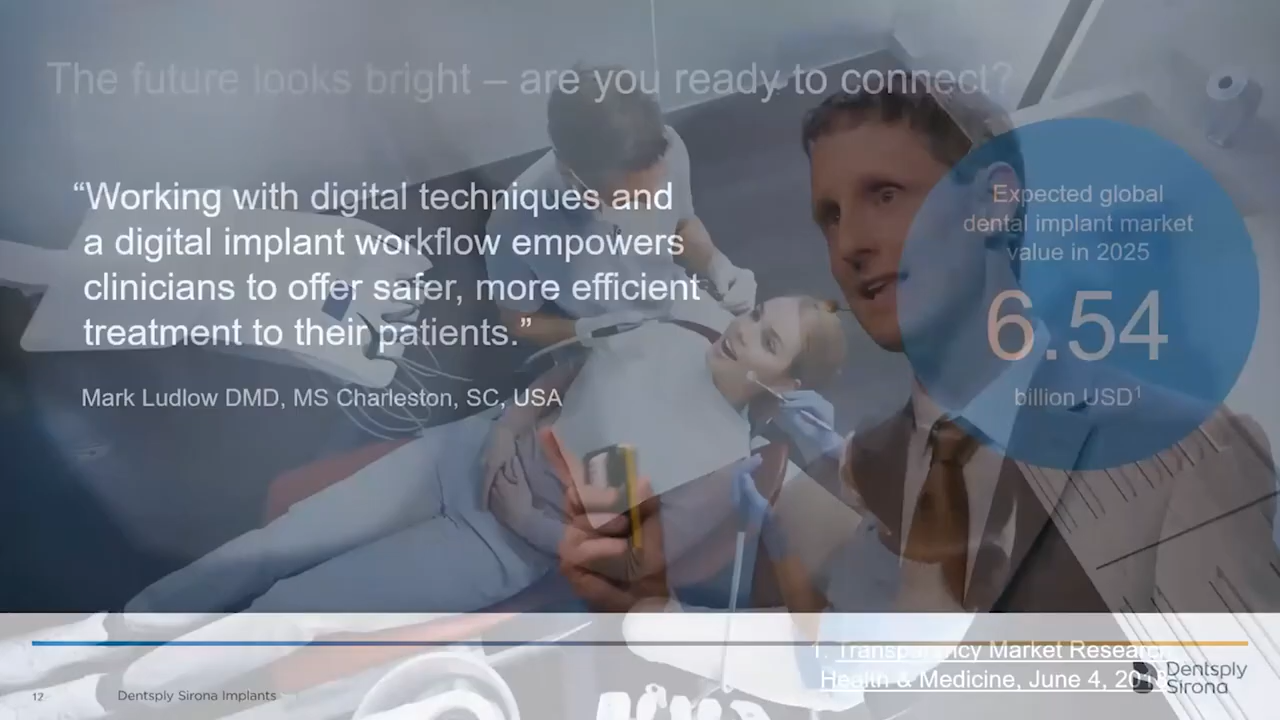 The future looks bright – are you ready to connect?
“Working with digital techniques and
a digital implant workflow empowers
clinicians to offer safer, more efficient
treatment to their patients.”
Mark Ludlow DMD, MS Charleston, SC, USA
Expected global
dental implant market
value in 2025
6.54
billion USD1
1. Transparency Market Research
Health & Medicine, June 4,
12
Dentsply Sirona Implants
Dentsply
Sirona